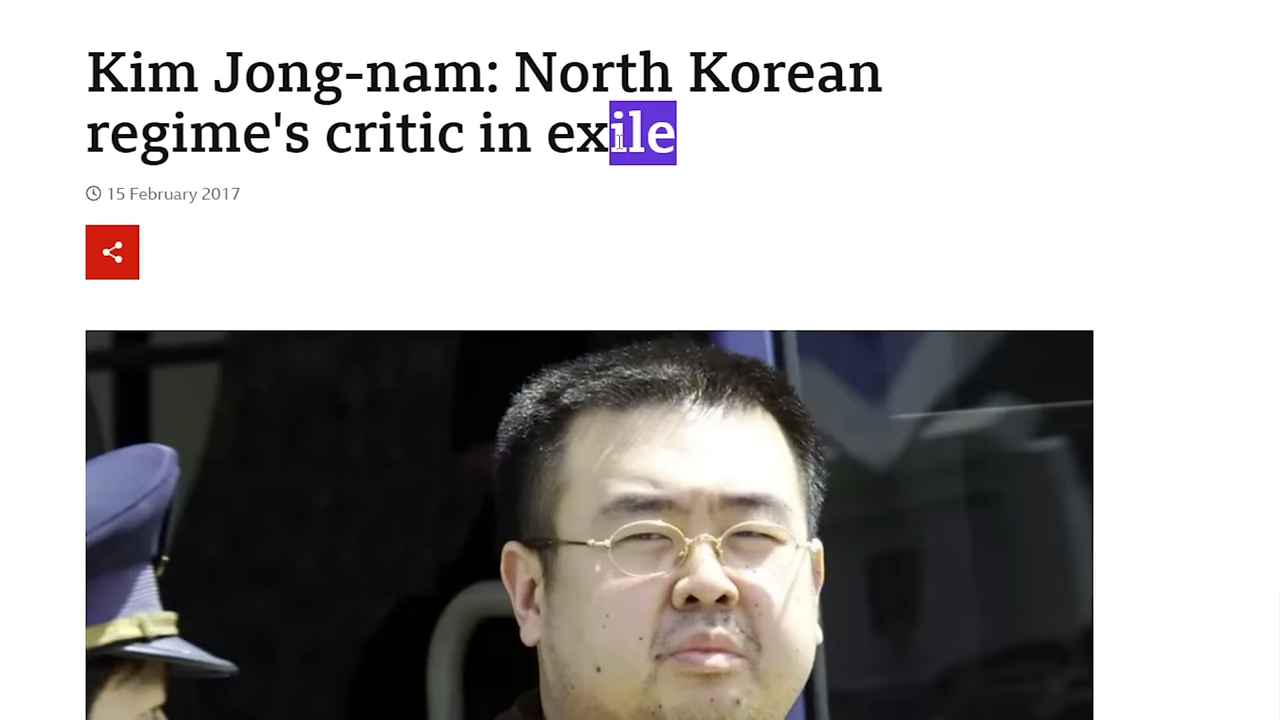 Kim Jong-nam: North Korean
regime's critic in exile
15 February 2017